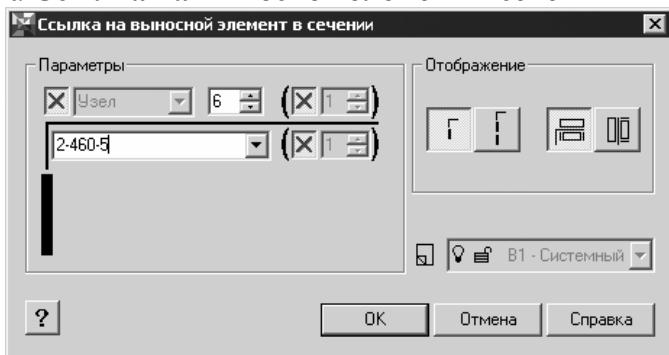 Ссылка на выносной элемент в сечении
Параметры
Узел 6 (1)
2-460-5 (1)
Отображение
B1 - Системный
? OK Отмена Справка